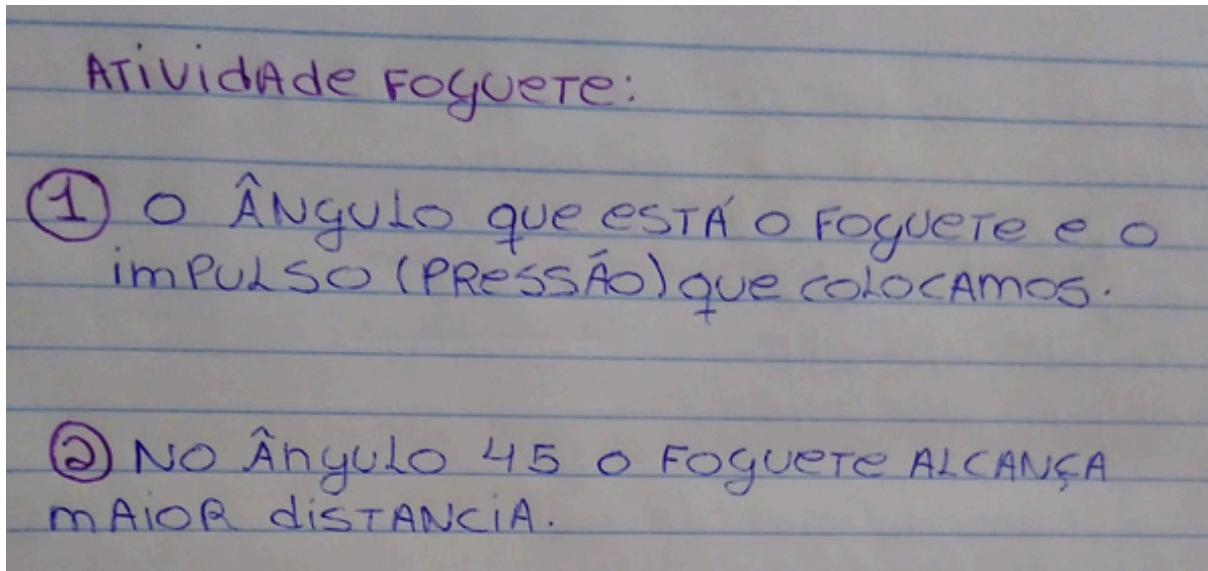 Atividade Foguete:
① O Ângulo que está o Foguete e o
impulso (Pressão) que colocamos.
② No Ângulo 45 o Foguete alcança
maior distancia.